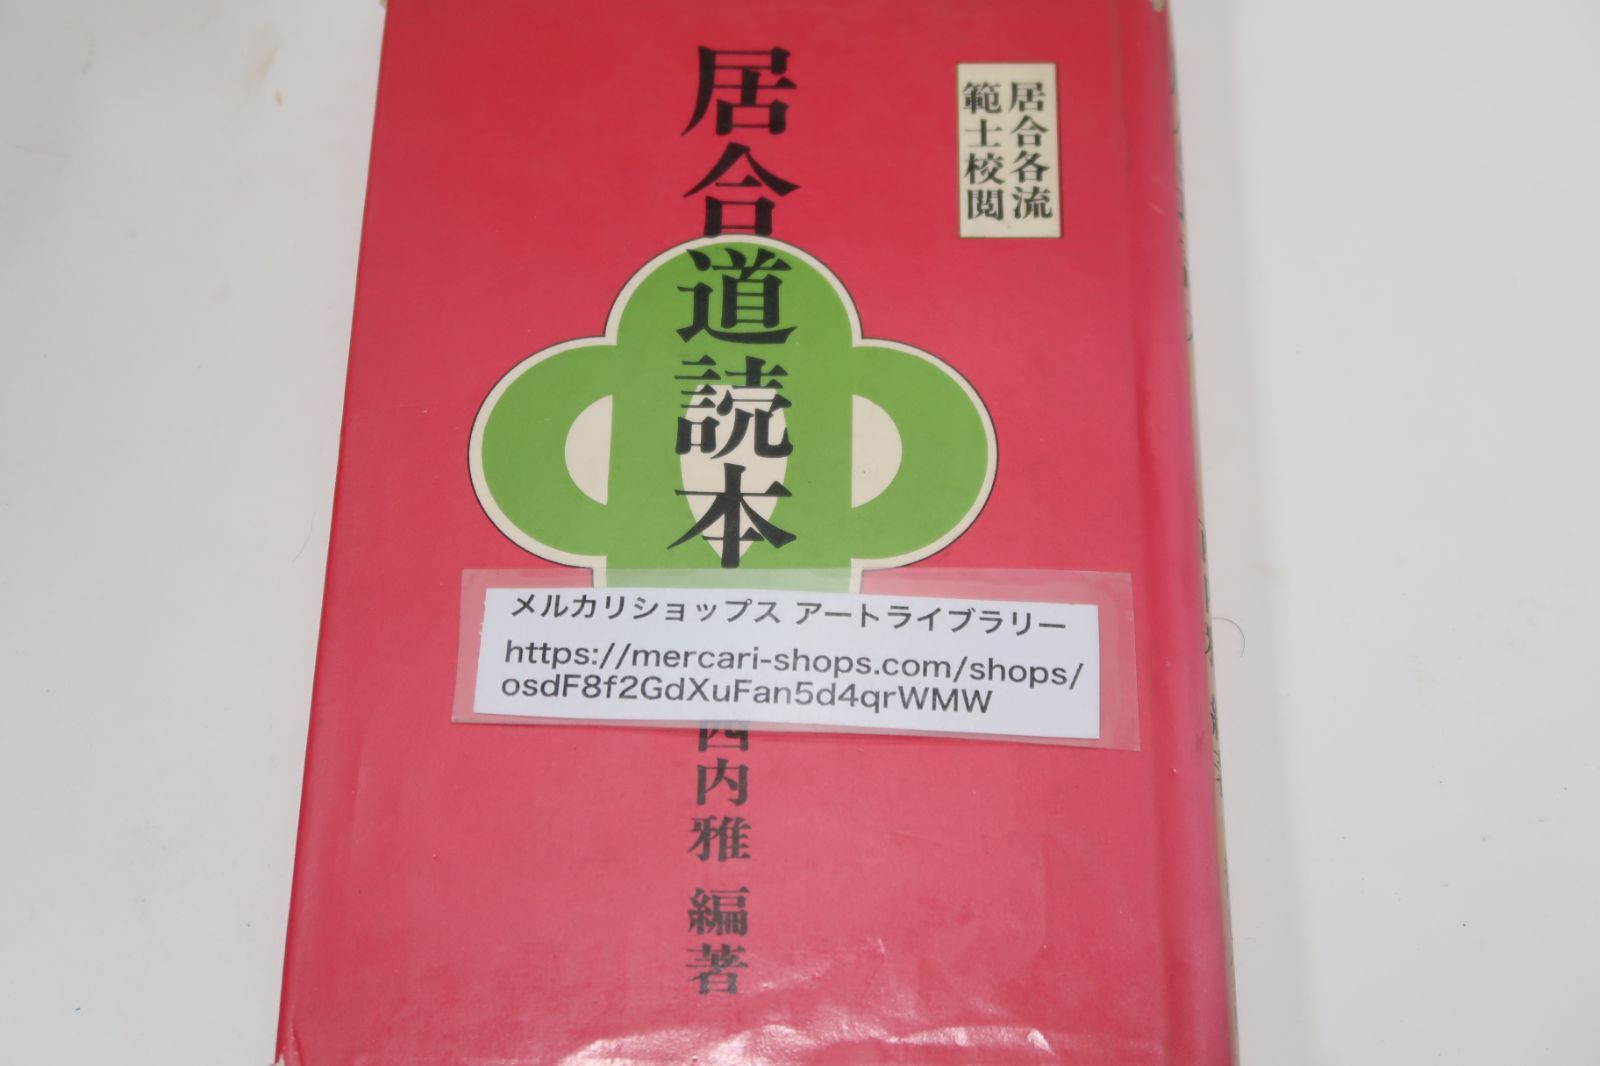 居合各流
範士校閲
居合道読本
メルカリショップス アートライブラリー
https://mercari-shops.com/shops/
osdF8f2GdXuFan5d4qrWMW
内雅 編著